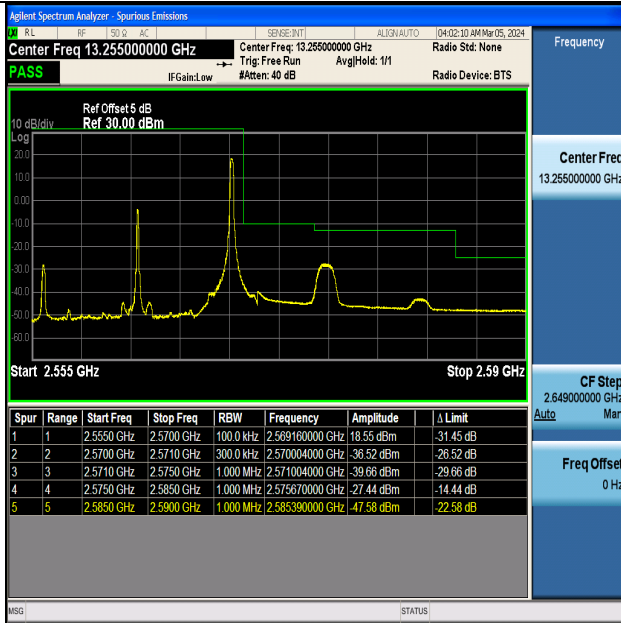 Agilent Spectrum Analyzer - Spurious Emissions
RL RF 50 Ω AC SENSE:INT ALIGN AUTO 04:02:10 AM Mar 05, 2024
Center Freq 13.255000000 GHz
Center Freq: 13.255000000 GHz Radio Std: None
Trig: Free Run Avg|Hold: 1/1
PASS
IFGain:Low #Atten: 40 dB Radio Device: BTS
Ref Offset 5 dB
10 dB/div Ref 30.00 dBm
Log
20.0
10.0
0.00
-10.0
-20.0
-30.0
-40.0
-50.0
-60.0
Start 2.555 GHz Stop 2.59 GHz
Spur Range Start Freq Stop Freq RBW Frequency Amplitude Δ Limit
1 1 2.5550 GHz 2.5700 GHz 100.0 kHz 2.569160000 GHz 18.55 dBm -31.45 dB
2 2 2.5700 GHz 2.5710 GHz 300.0 kHz 2.570004000 GHz -36.52 dBm -26.52 dB
3 3 2.5710 GHz 2.5750 GHz 1.000 MHz 2.571004000 GHz -39.66 dBm -29.66 dB
4 4 2.5750 GHz 2.5850 GHz 1.000 MHz 2.575670000 GHz -27.44 dBm -14.44 dB
5 5 2.5850 GHz 2.5900 GHz 1.000 MHz 2.585390000 GHz -47.58 dBm -22.58 dB
MSG STATUS
Frequency
Center Freq
13.255000000 GHz
CF Step
2.649000000 GHz
Auto Man
Freq Offset
0 Hz